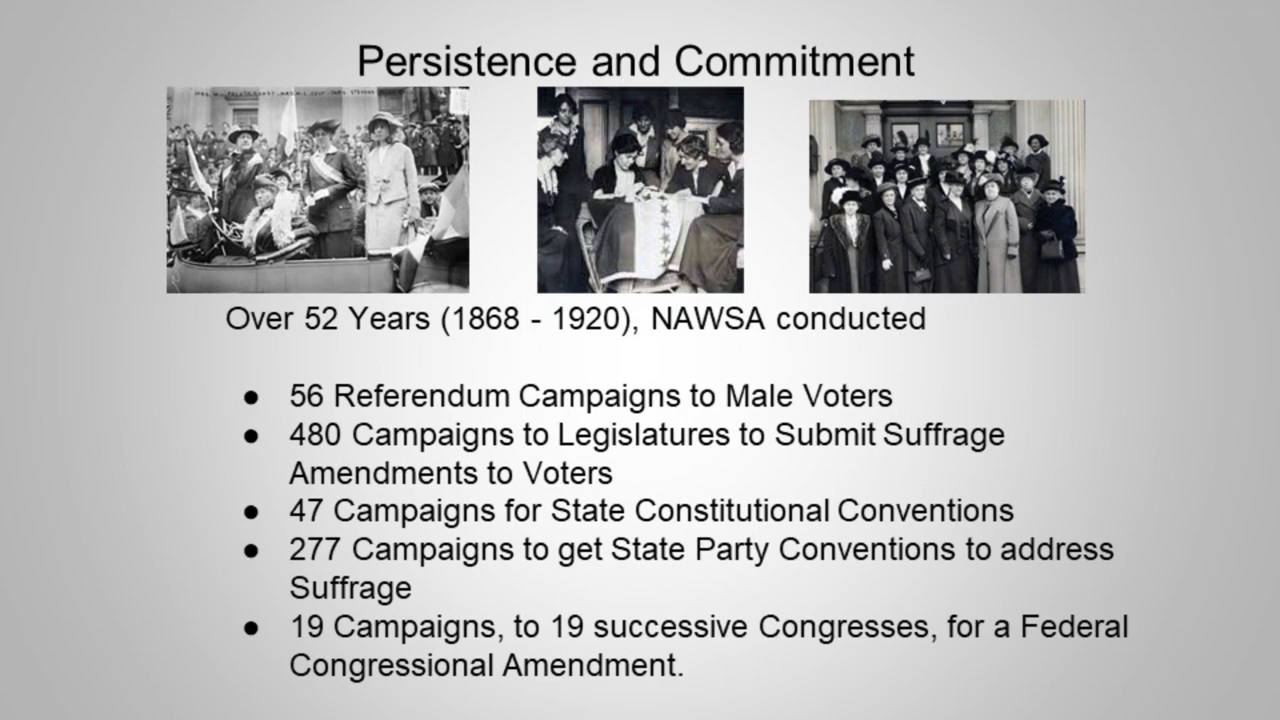 Persistence and Commitment
Over 52 Years (1868 - 1920), NAWSA conducted
● 56 Referendum Campaigns to Male Voters
● 480 Campaigns to Legislatures to Submit Suffrage
Amendments to Voters
● 47 Campaigns for State Constitutional Conventions
● 277 Campaigns to get State Party Conventions to address
Suffrage
● 19 Campaigns, to 19 successive Congresses, for a Federal
Congressional Amendment.